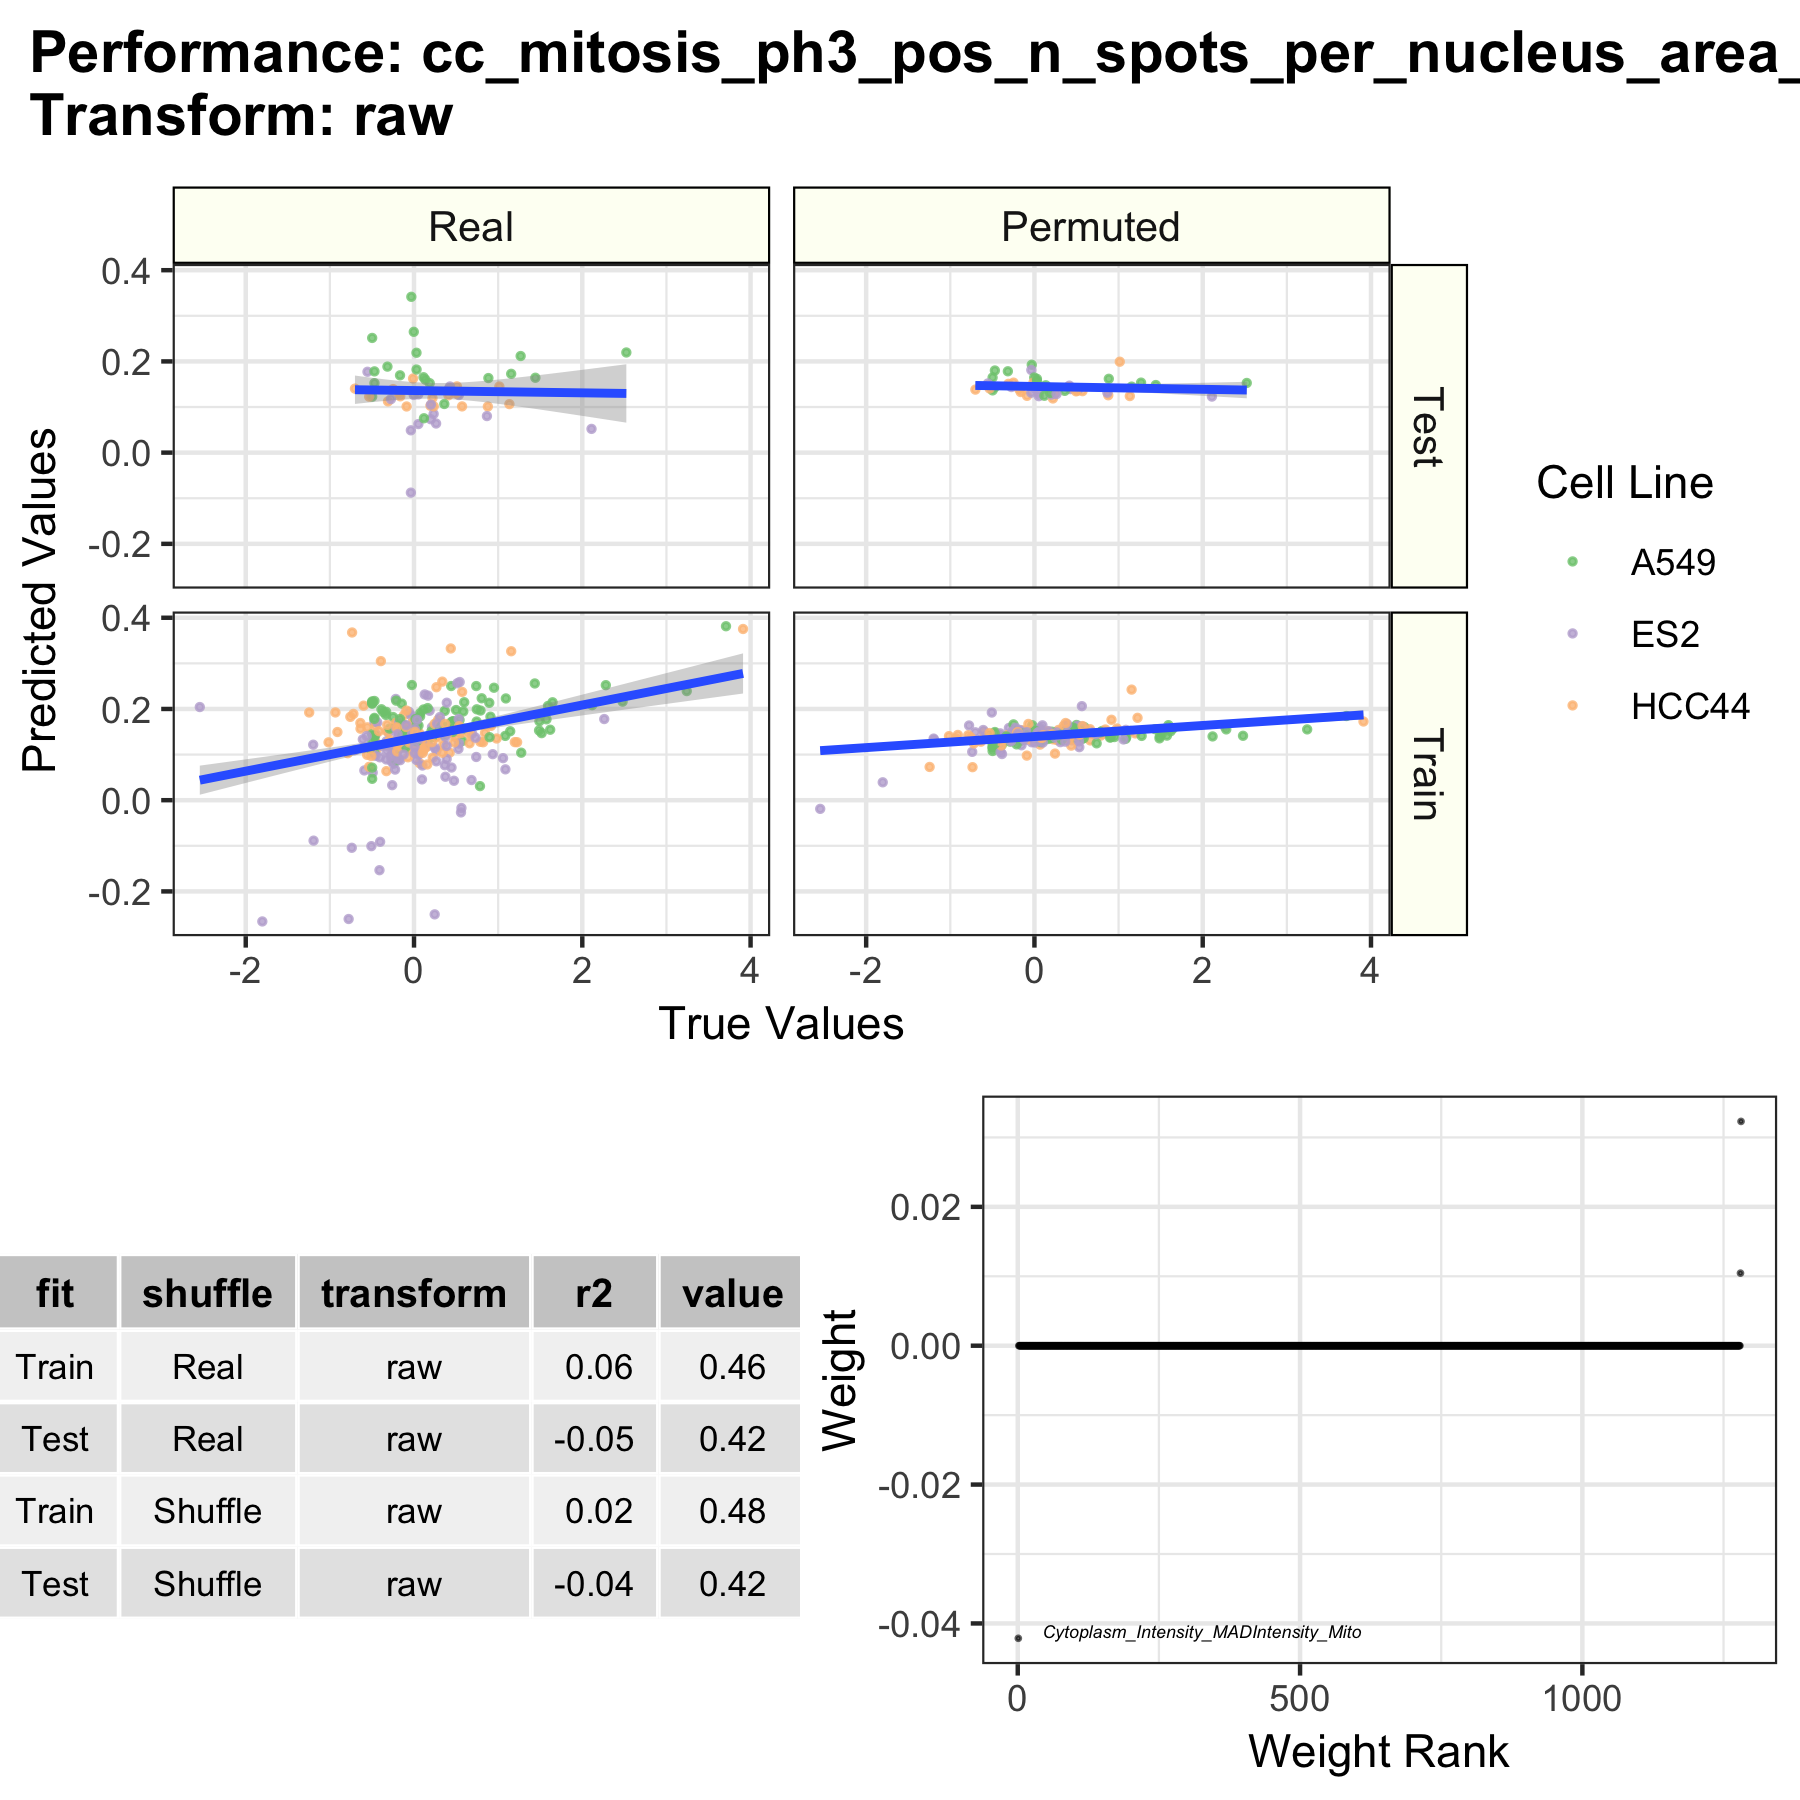 Performance: cc_mitosis_ph3_pos_n_spots_per_nucleus_area_
Transform: raw
Real
Permuted
0.4
0.2
0.0
-0.2
Test
0.4
0.2
0.0
-0.2
Train
Predicted Values
-2
0
2
4
-2
0
2
4
True Values
Cell Line
A549
ES2
HCC44
fit shuffle transform r2 value
Train Real raw 0.06 0.46
Test Real raw -0.05 0.42
Train Shuffle raw 0.02 0.48
Test Shuffle raw -0.04 0.42
Weight
0.02
0.00
-0.02
-0.04
Cytoplasm_Intensity_MADIntensity_Mito
0
500
1000
Weight Rank